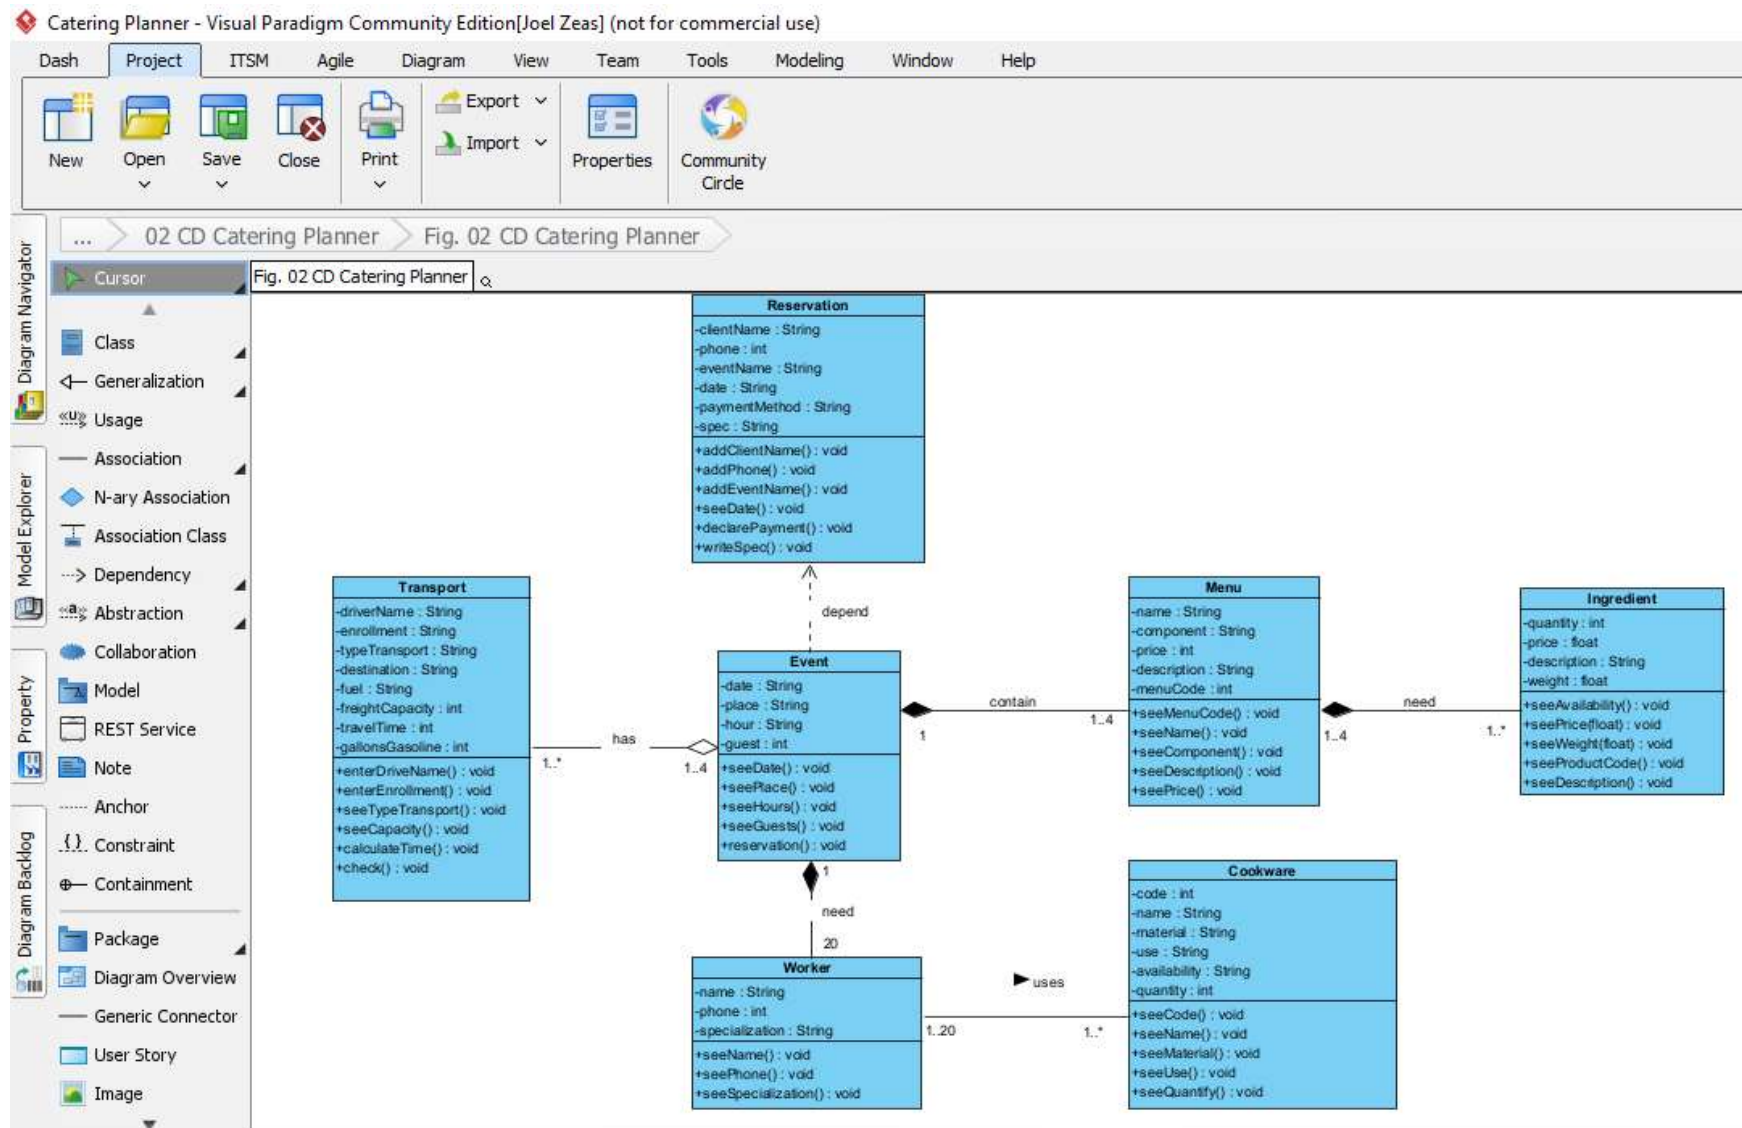 Catering Planner - Visual Paradigm Community Edition[Joel Zeas] (not for commercial use)
Dash Project ITSM Agile Diagram View Team Tools Modeling Window Help
New
Open
Save
Close
Print
Export
Import
Properties
Community
Circle
... 02 CD Catering Planner Fig. 02 CD Catering Planner
Diagram Navigator
Model Explorer
Property
Diagram Backlog
Cursor
Class
Generalization
«U» Usage
Association
N-ary Association
Association Class
Dependency
«a» Abstraction
Collaboration
Model
REST Service
Note
Anchor
{} Constraint
Containment
Package
Diagram Overview
Generic Connector
User Story
Image
Fig. 02 CD Catering Planner
Reservation
-clientName : String
-phone : int
-eventName : String
-date : String
-paymentMethod : String
-spec : String
+addClientName() : void
+addPhone() : void
+addEventName() : void
+seeDate() : void
+declarePayment() : void
+writeSpec() : void
depend
Transport
-driverName : String
-enrollment : String
-typeTransport : String
-destination : String
-fuel : String
-freightCapacity : int
-travelTime : int
-gallonsGasoline : int
+enterDriveName() : void
+enterEnrollment() : void
+seeTypeTransport() : void
+seeCapacity() : void
+calculateTime() : void
+check() : void
has
1..*
1..4
Event
-date : String
-place : String
-hour : String
-guest : int
+seeDate() : void
+seePlace() : void
+seeHours() : void
+seeGuests() : void
+reservation() : void
contain
1
1..4
Menu
-name : String
-component : String
-price : int
-description : String
-menuCode : int
+seeMenuCode() : void
+seeName() : void
+seeComponent() : void
+seeDescription() : void
+seePrice() : void
need
1..4
1..*
Ingredient
-quantity : int
-price : float
-description : String
-weight : float
+seeAvailability() : void
+seePrice(float) : void
+seeWeight(float) : void
+seeProductCode() : void
+seeDescription() : void
1
need
20
Worker
-name : String
-phone : int
-specialization : String
+seeName() : void
+seePhone() : void
+seeSpecialization() : void
uses
1..20
1..*
Cookware
-code : int
-name : String
-material : String
-use : String
-availability : String
-quantity : int
+seeCode() : void
+seeName() : void
+seeMaterial() : void
+seeUse() : void
+seeQuantify() : void